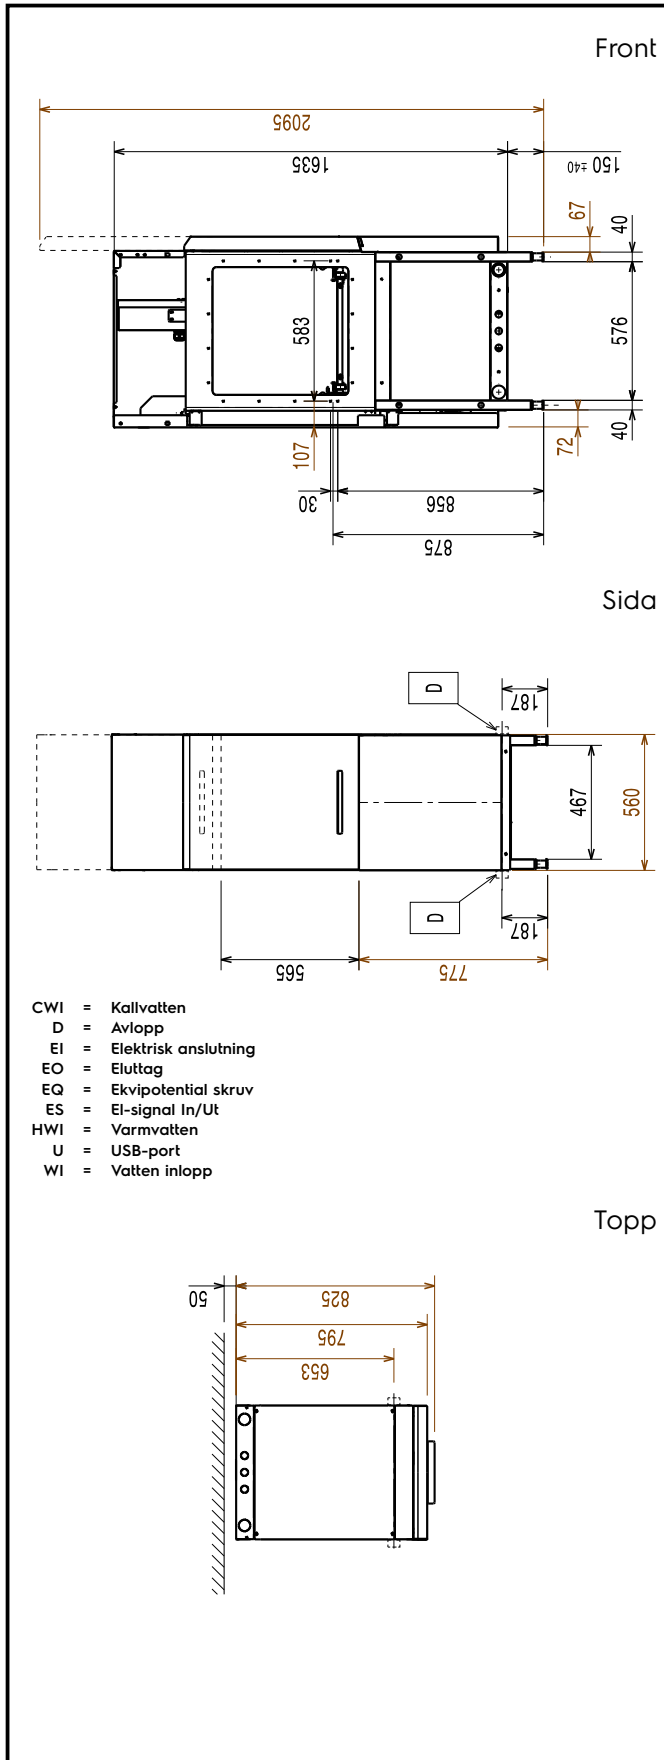 Front
2095
1635
150 ±40
67
40
583
576
107
72
40
30
856
875
Sida
D
187
467
560
D
187
565
775
CWI = Kallvatten
D = Avlopp
EI = Elektrisk anslutning
EO = Eluttag
EQ = Ekvipotential skruv
ES = El-signal In/Ut
HWI = Varmvatten
U = USB-port
WI = Vatten inlopp
Topp
50
825
795
653